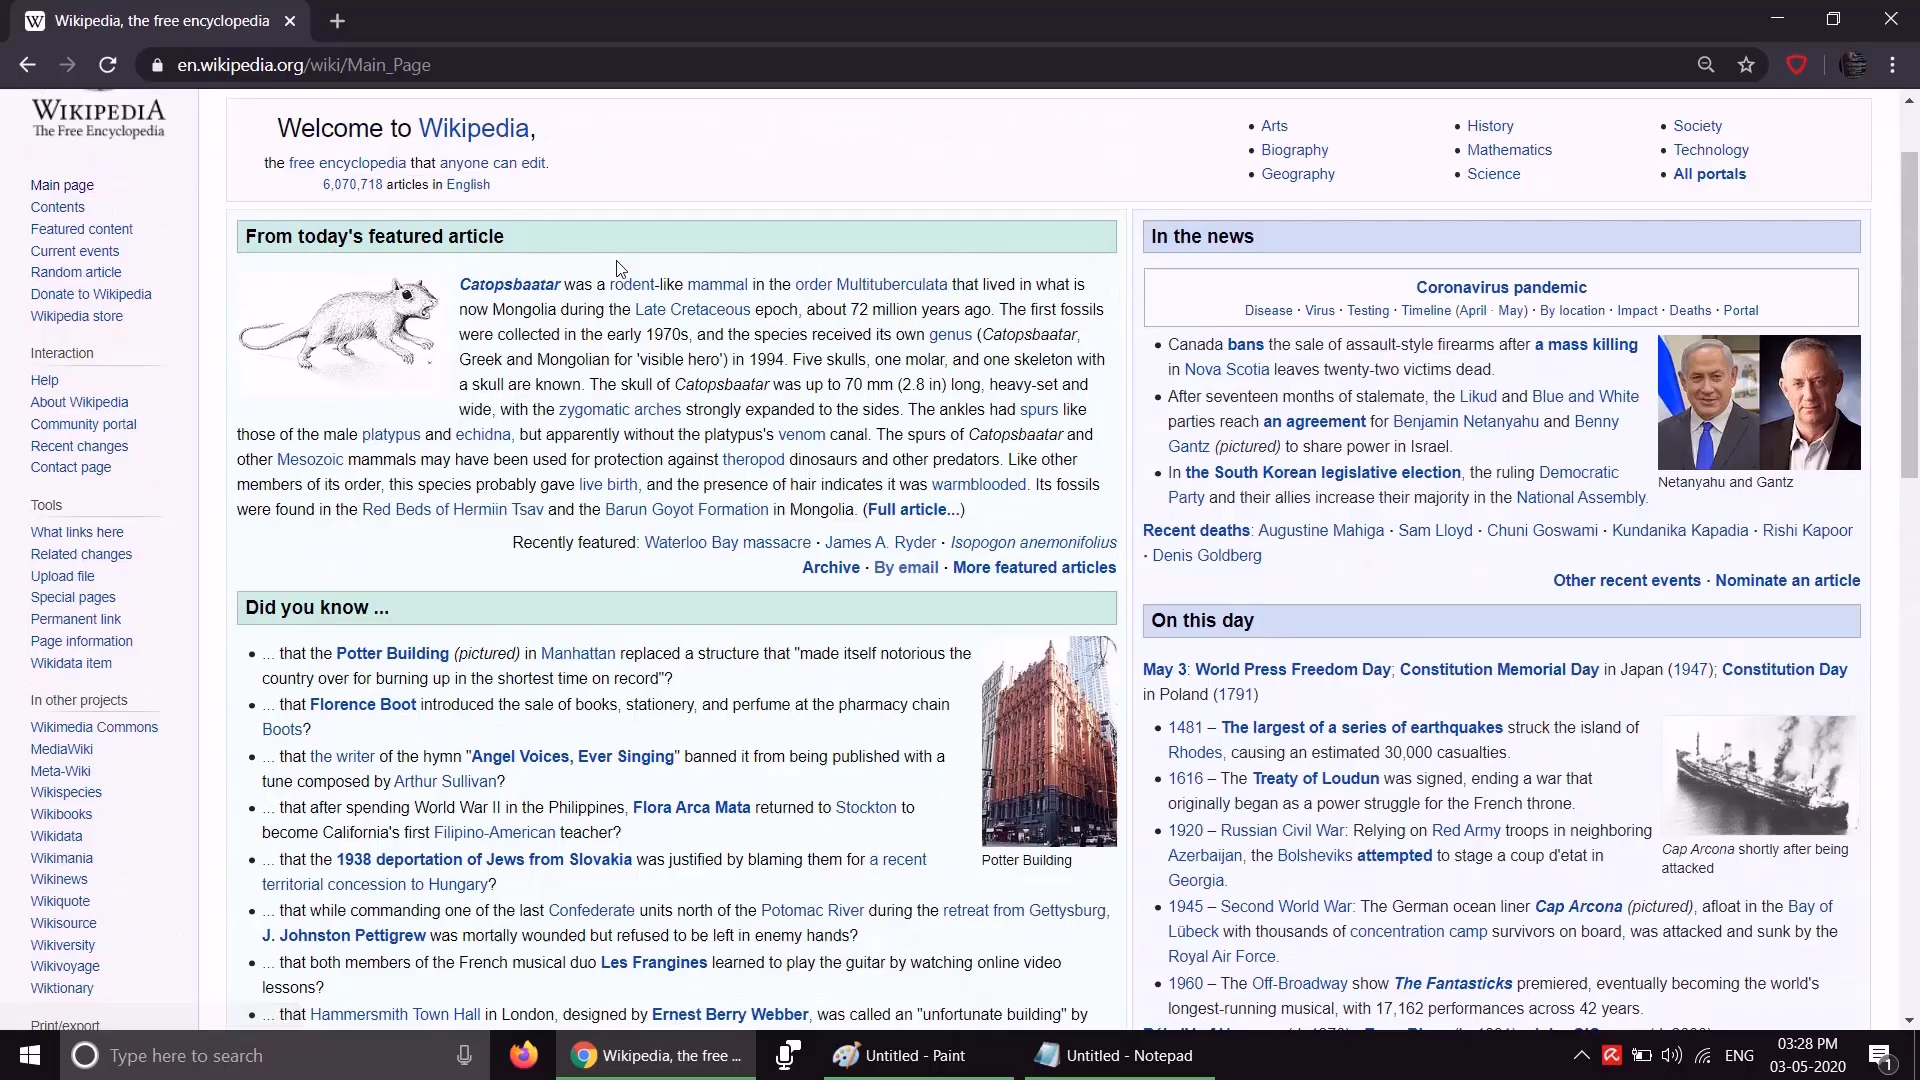 Wikipedia, the free encyclopedia
en.wikipedia.org/wiki/Main_Page
WIKIPEDIA
The Free Encyclopedia
Main page
Contents
Featured content
Current events
Random article
Donate to Wikipedia
Wikipedia store
Interaction
Help
About Wikipedia
Community portal
Recent changes
Contact page
Tools
What links here
Related changes
Upload file
Special pages
Permanent link
Page information
Wikidata item
In other projects
Wikimedia Commons
MediaWiki
Meta-Wiki
Wikispecies
Wikibooks
Wikidata
Wikimania
Wikinews
Wikiquote
Wikisource
Wikiversity
Wikivoyage
Wiktionary
Print/export
Welcome to Wikipedia,
the free encyclopedia that anyone can edit.
6,070,718 articles in English
• Arts
• Biography
• Geography
• History
• Mathematics
• Science
• Society
• Technology
• All portals
From today's featured article
Catopsbaatar was a rodent-like mammal in the order Multituberculata that lived in what is
now Mongolia during the Late Cretaceous epoch, about 72 million years ago. The first fossils
were collected in the early 1970s, and the species received its own genus (Catopsbaatar,
Greek and Mongolian for 'visible hero') in 1994. Five skulls, one molar, and one skeleton with
a skull are known. The skull of Catopsbaatar was up to 70 mm (2.8 in) long, heavy-set and
wide, with the zygomatic arches strongly expanded to the sides. The ankles had spurs like
those of the male platypus and echidna, but apparently without the platypus's venom canal. The spurs of Catopsbaatar and
other Mesozoic mammals may have been used for protection against theropod dinosaurs and other predators. Like other
members of its order, this species probably gave live birth, and the presence of hair indicates it was warmblooded. Its fossils
were found in the Red Beds of Hermiin Tsav and the Barun Goyot Formation in Mongolia. (Full article...)
Recently featured: Waterloo Bay massacre · James A. Ryder · Isopogon anemonifolius
Archive · By email · More featured articles
Did you know ...
• ... that the Potter Building (pictured) in Manhattan replaced a structure that "made itself notorious the
country over for burning up in the shortest time on record"?
• ... that Florence Boot introduced the sale of books, stationery, and perfume at the pharmacy chain
Boots?
• ... that the writer of the hymn "Angel Voices, Ever Singing" banned it from being published with a
tune composed by Arthur Sullivan?
• ... that after spending World War II in the Philippines, Flora Arca Mata returned to Stockton to
become California's first Filipino-American teacher?
• ... that the 1938 deportation of Jews from Slovakia was justified by blaming them for a recent
territorial concession to Hungary?
• ... that while commanding one of the last Confederate units north of the Potomac River during the retreat from Gettysburg,
J. Johnston Pettigrew was mortally wounded but refused to be left in enemy hands?
• ... that both members of the French musical duo Les Frangines learned to play the guitar by watching online video
lessons?
• ... that Hammersmith Town Hall in London, designed by Ernest Berry Webber, was called an "unfortunate building" by
Potter Building
In the news
Coronavirus pandemic
Disease · Virus · Testing · Timeline (April · May) · By location · Impact · Deaths · Portal
• Canada bans the sale of assault-style firearms after a mass killing
in Nova Scotia leaves twenty-two victims dead.
• After seventeen months of stalemate, the Likud and Blue and White
parties reach an agreement for Benjamin Netanyahu and Benny
Gantz (pictured) to share power in Israel.
• In the South Korean legislative election, the ruling Democratic
Party and their allies increase their majority in the National Assembly.
Netanyahu and Gantz
Recent deaths: Augustine Mahiga · Sam Lloyd · Chuni Goswami · Kundanika Kapadia · Rishi Kapoor
· Denis Goldberg
Other recent events · Nominate an article
On this day
May 3: World Press Freedom Day; Constitution Memorial Day in Japan (1947); Constitution Day
in Poland (1791)
• 1481 – The largest of a series of earthquakes struck the island of
Rhodes, causing an estimated 30,000 casualties.
• 1616 – The Treaty of Loudun was signed, ending a war that
originally began as a power struggle for the French throne.
• 1920 – Russian Civil War: Relying on Red Army troops in neighboring
Azerbaijan, the Bolsheviks attempted to stage a coup d'etat in
Georgia.
• 1945 – Second World War: The German ocean liner Cap Arcona (pictured), afloat in the Bay of
Lübeck with thousands of concentration camp survivors on board, was attacked and sunk by the
Royal Air Force.
• 1960 – The Off-Broadway show The Fantasticks premiered, eventually becoming the world's
longest-running musical, with 17,162 performances across 42 years.
Cap Arcona shortly after being
attacked
Type here to search
Wikipedia, the free ...
Untitled - Paint
Untitled - Notepad
ENG
03:28 PM
03-05-2020
1